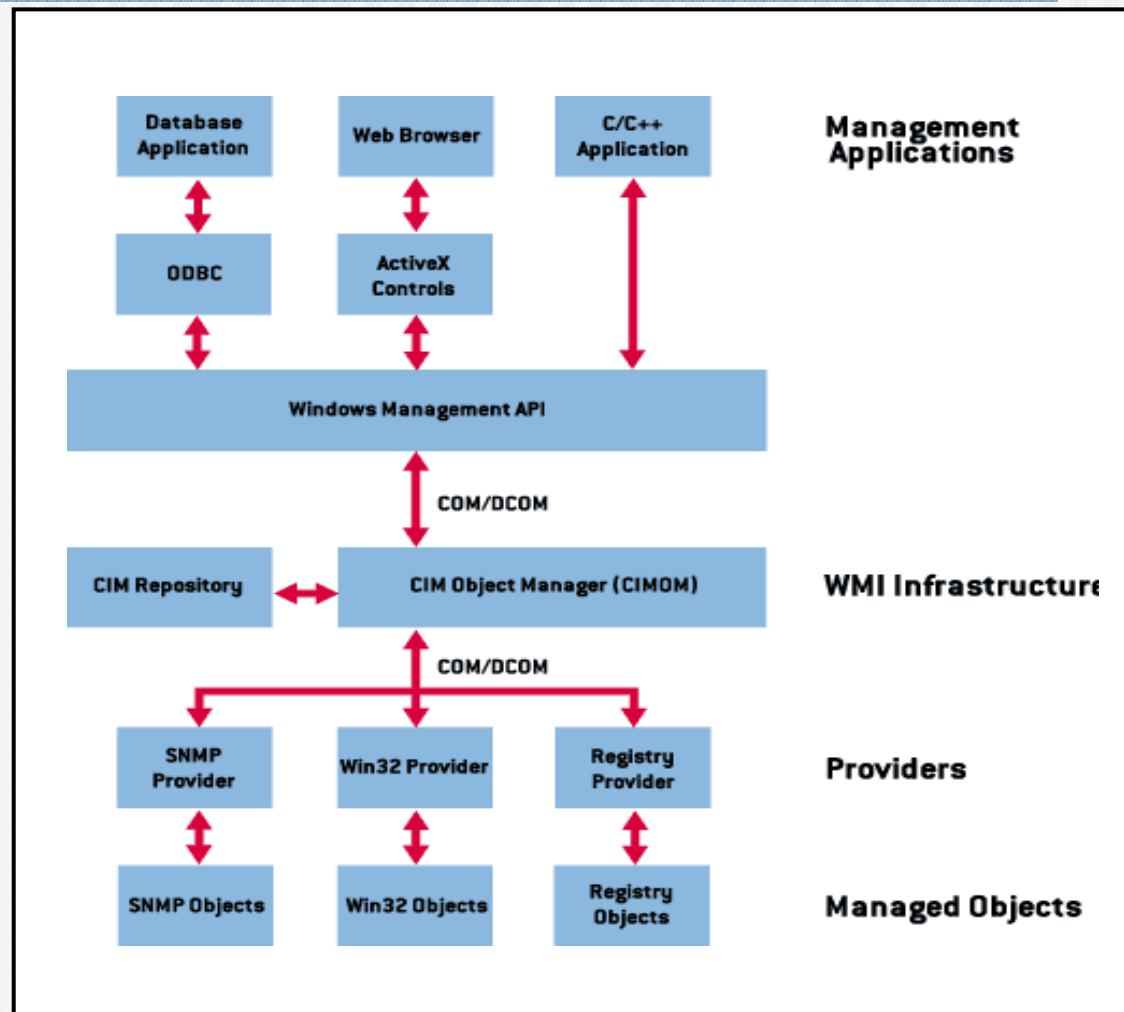 Database
Application
Web Browser
C/C++
Application
Management
Applications
ODBC
ActiveX
Controls
Windows Management API
COM/DCOM
CIM Repository
CIM Object Manager (CIMOM)
WMI Infrastructure
COM/DCOM
SNMP
Provider
Win32 Provider
Registry
Provider
Providers
SNMP Objects
Win32 Objects
Registry
Objects
Managed Objects